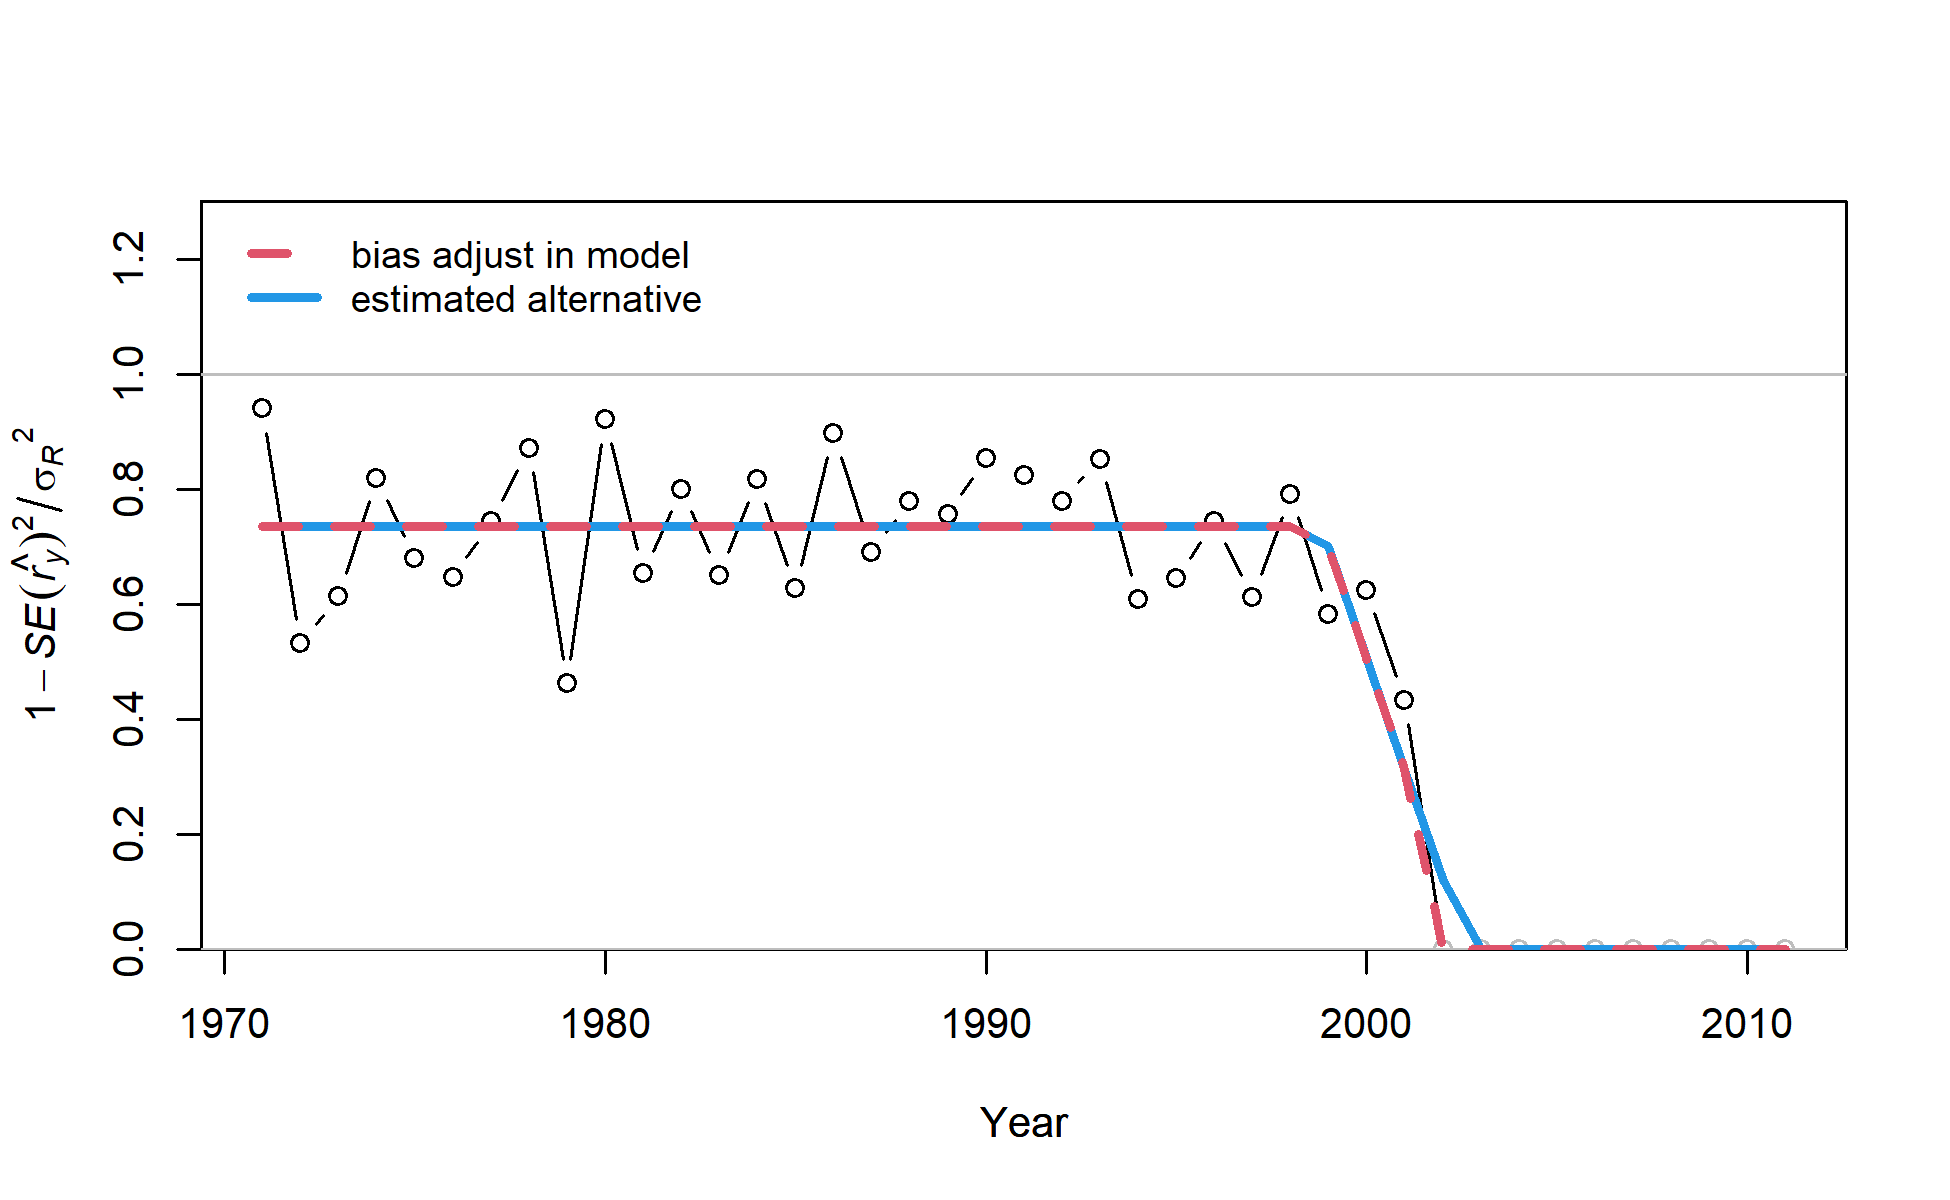 bias adjust in model
estimated alternative
1.2
1.0
0.8
0.6
0.4
0.2
0.0
1 − SE(r̂y)²/σR²
1970 1980 1990 2000 2010
Year